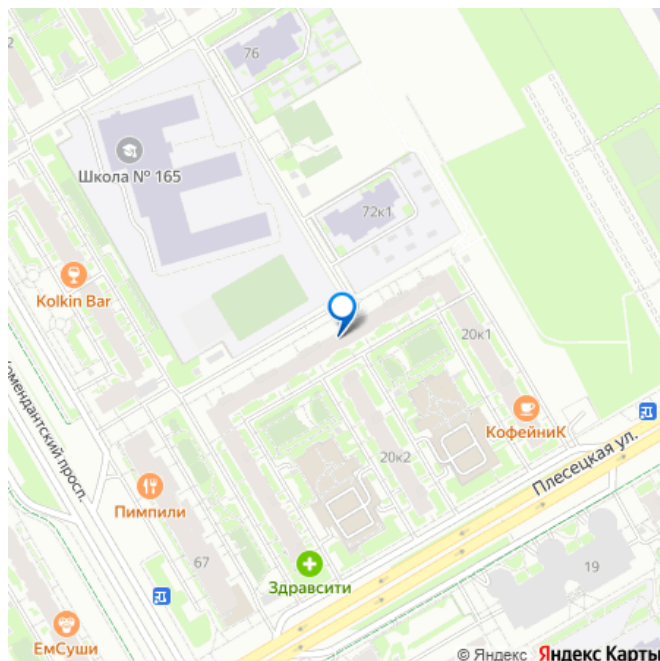 2
76
Школа № 165
72к1
Kolkin Bar
20к1
КофейниК
Комендантский просп.
Плесецкая ул.
20к2
Пимпили
67
Здравсити
19
ЕмСуши
© Яндекс Яндекс Карты